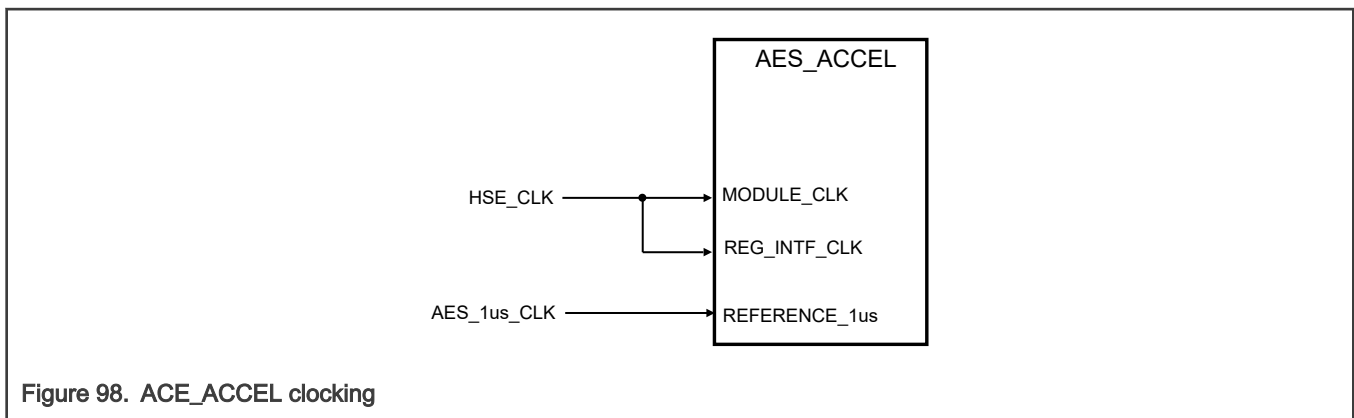 AES_ACCEL
HSE_CLK
MODULE_CLK
REG_INTF_CLK
AES_1us_CLK
REFERENCE_1us
Figure 98. ACE_ACCEL clocking